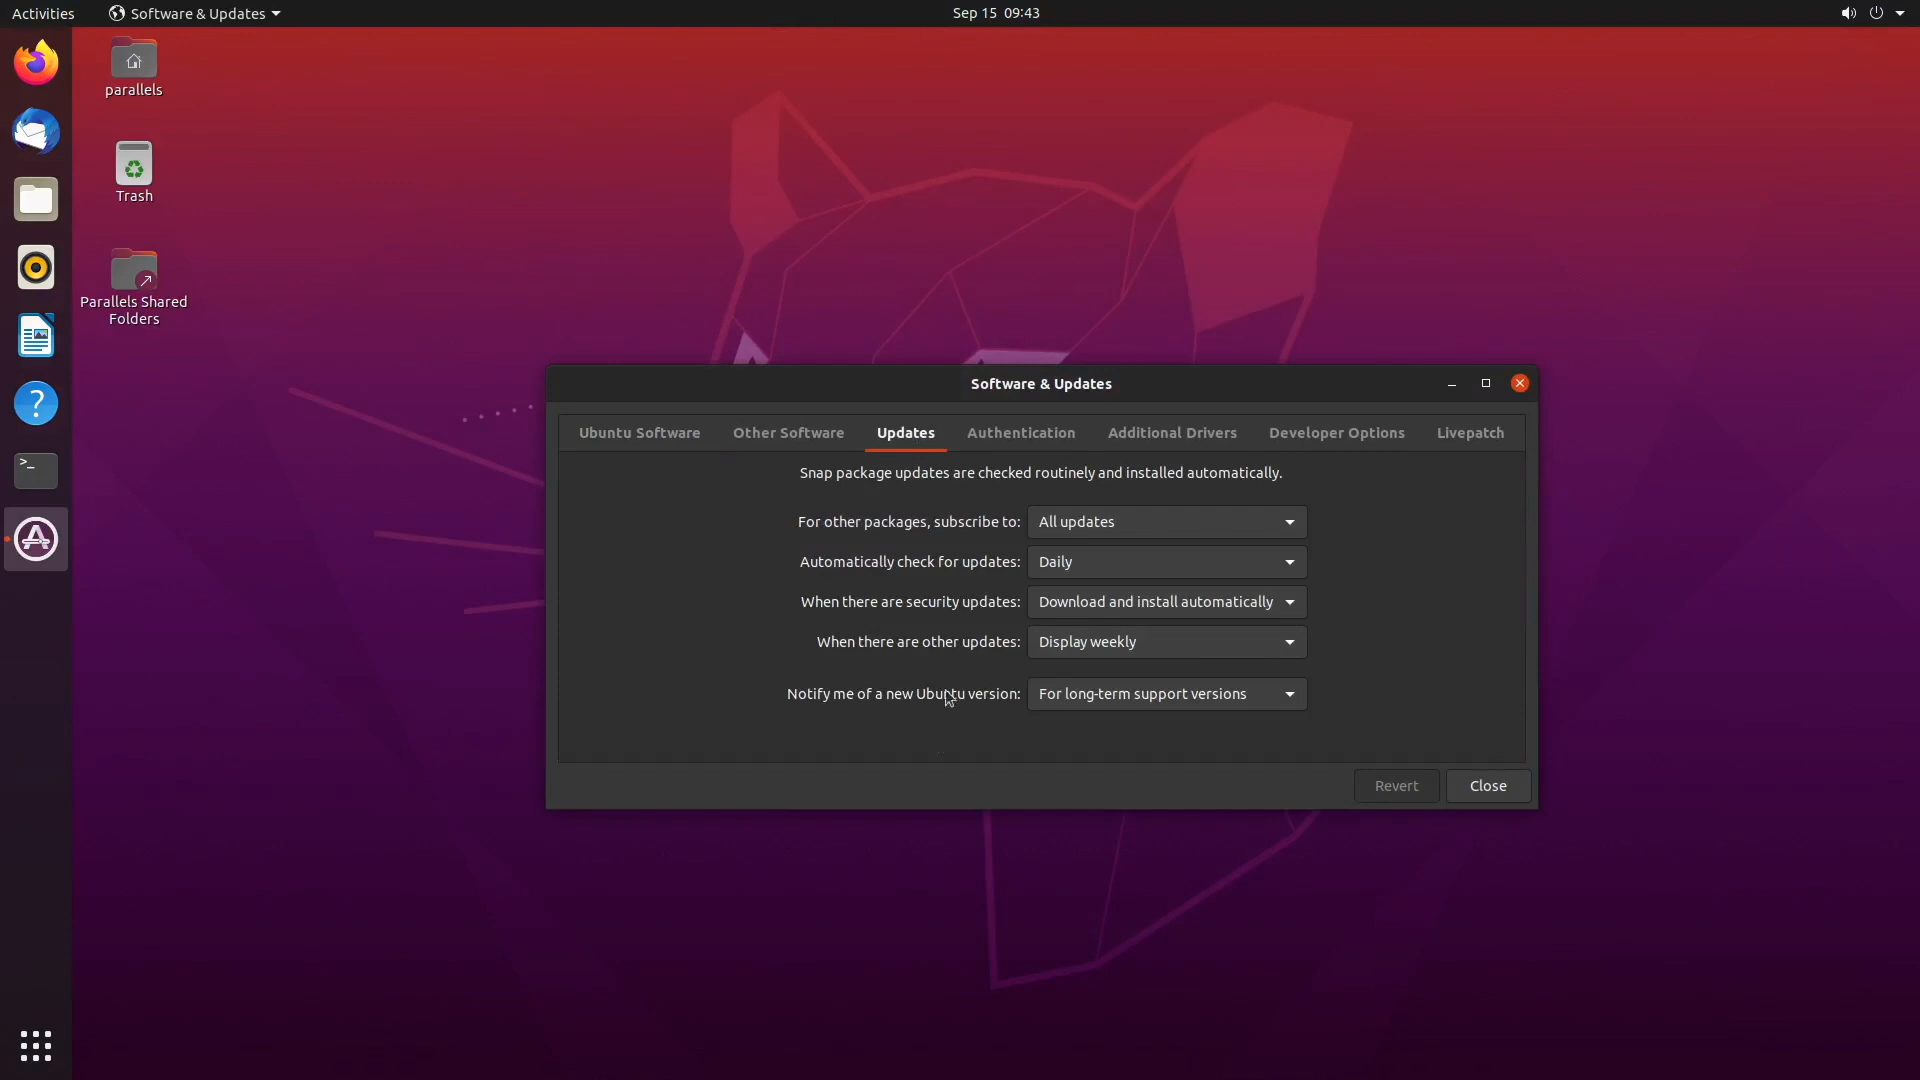 Activities
Software & Updates
Sep 15 09:43
parallels
Trash
Parallels Shared
Folders
>_
Software & Updates
Ubuntu Software
Other Software
Updates
Authentication
Additional Drivers
Developer Options
Livepatch
Snap package updates are checked routinely and installed automatically.
For other packages, subscribe to: All updates
Automatically check for updates: Daily
When there are security updates: Download and install automatically
When there are other updates: Display weekly
Notify me of a new Ubuntu version: For long-term support versions
Revert
Close